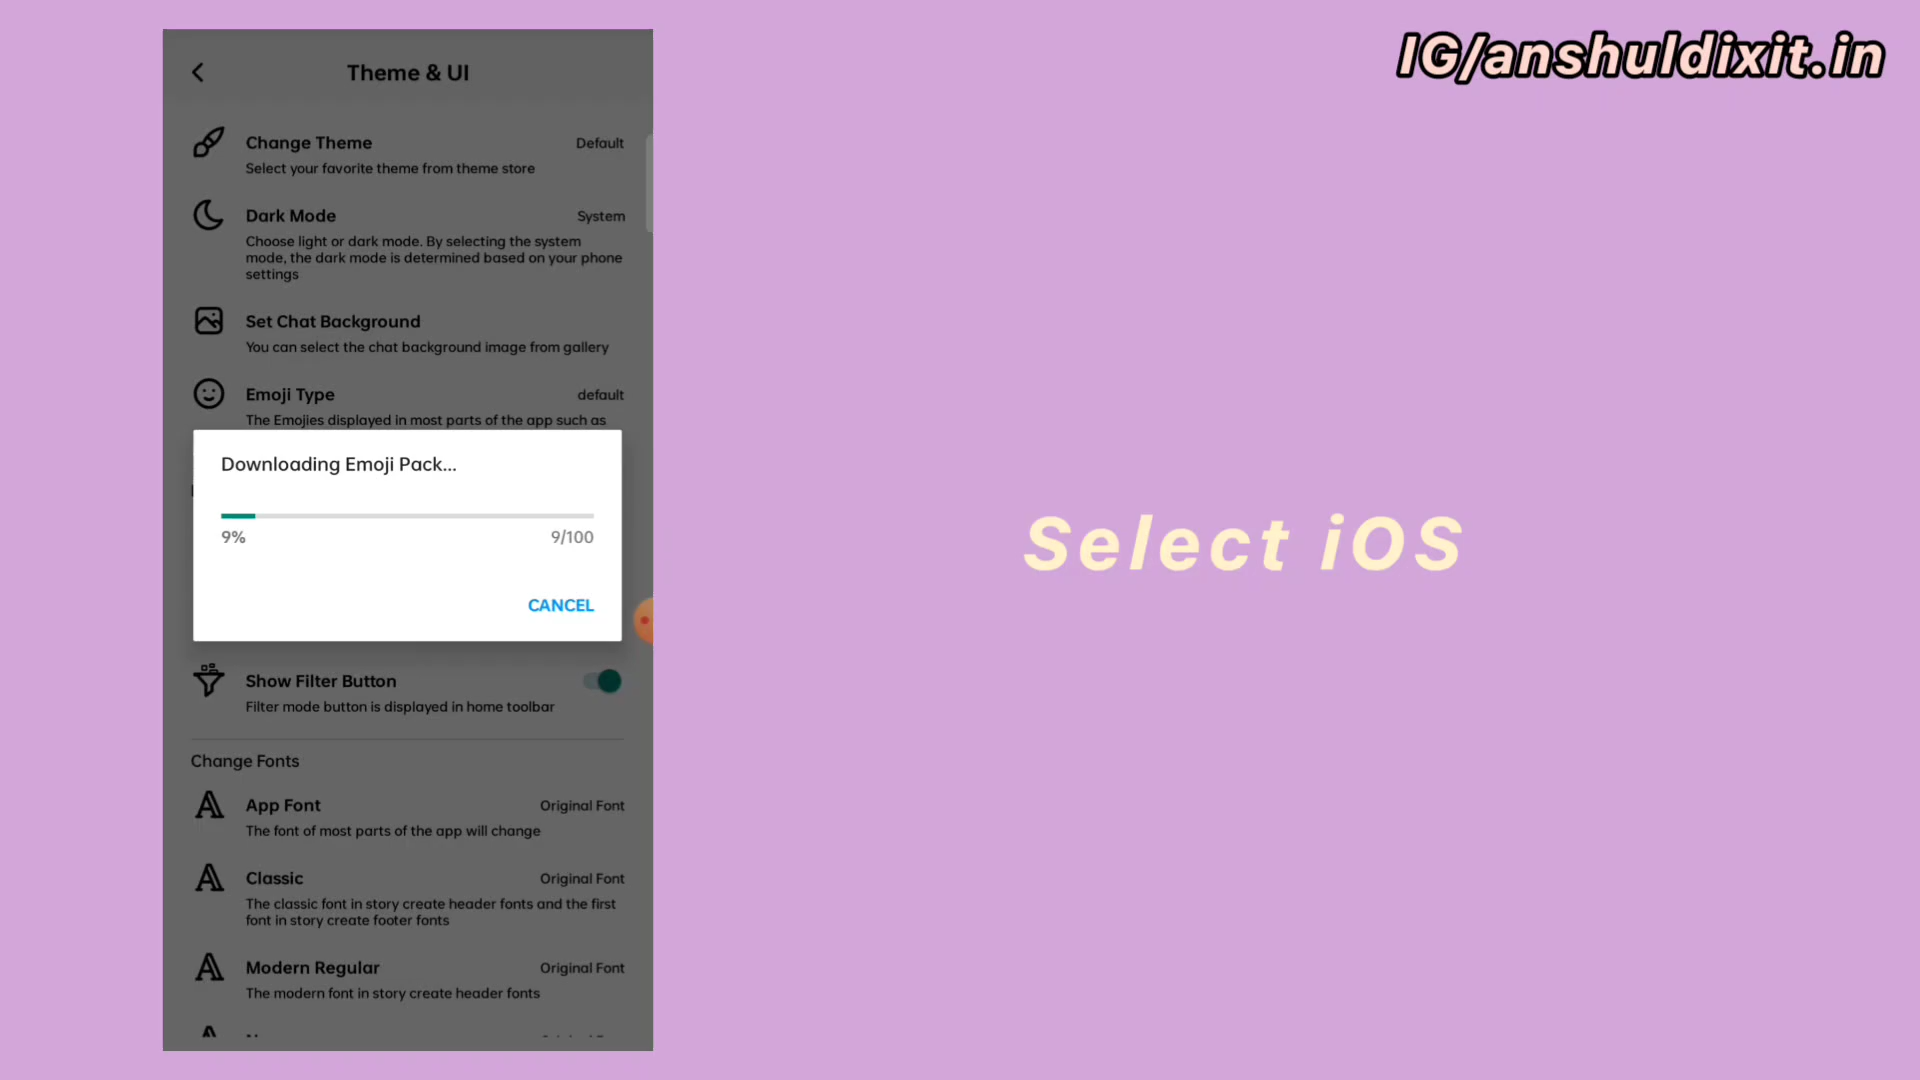 IG/anshuldixit.in
Theme & UI
Change Theme
Default
Select your favorite theme from theme store
Dark Mode
System
Choose light or dark mode. By selecting the system
mode, the dark mode is determined based on your phone
settings
Set Chat Background
You can select the chat background image from gallery
Emoji Type
default
The Emojies displayed in most parts of the app such as
Downloading Emoji Pack...
9%
9/100
CANCEL
Select iOS
Show Filter Button
Filter mode button is displayed in home toolbar
Change Fonts
App Font
Original Font
The font of most parts of the app will change
Classic
Original Font
The classic font in story create header fonts and the first
font in story create footer fonts
Modern Regular
Original Font
The modern font in story create header fonts